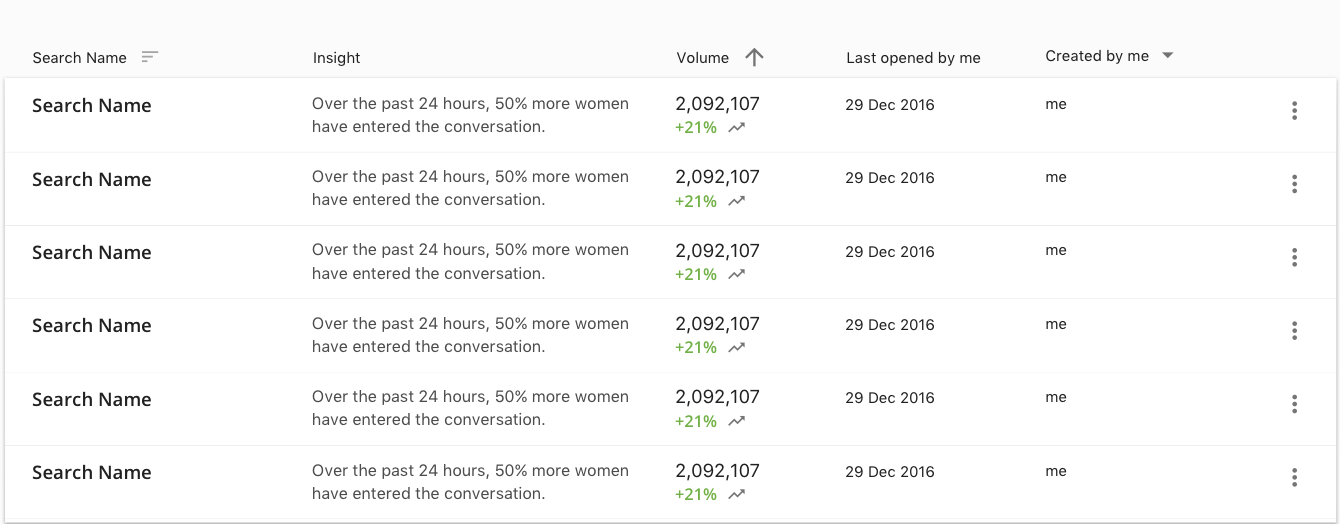 Search Name Insight Volume Last opened by me Created by me
Search Name Over the past 24 hours, 50% more women 2,092,107 29 Dec 2016 me
have entered the conversation. +21%
Search Name Over the past 24 hours, 50% more women 2,092,107 29 Dec 2016 me
have entered the conversation. +21%
Search Name Over the past 24 hours, 50% more women 2,092,107 29 Dec 2016 me
have entered the conversation. +21%
Search Name Over the past 24 hours, 50% more women 2,092,107 29 Dec 2016 me
have entered the conversation. +21%
Search Name Over the past 24 hours, 50% more women 2,092,107 29 Dec 2016 me
have entered the conversation. +21%
Search Name Over the past 24 hours, 50% more women 2,092,107 29 Dec 2016 me
have entered the conversation. +21%